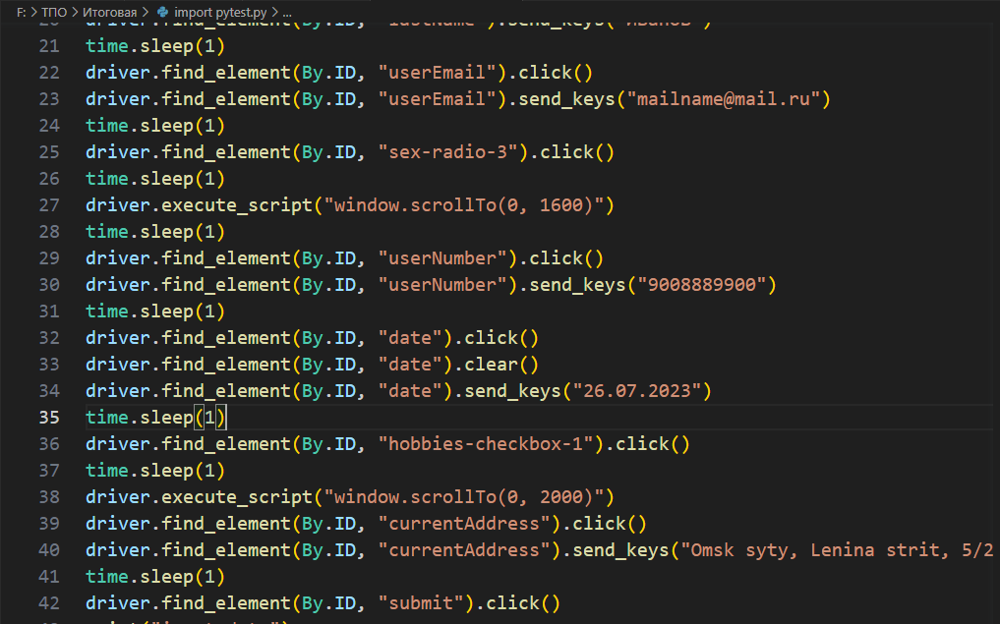 F: > ТПО > Итоговая > import pytest.py > ...
20 driver.find_element(By.ID, "lastName").send_keys("Иванов")
21 time.sleep(1)
22 driver.find_element(By.ID, "userEmail").click()
23 driver.find_element(By.ID, "userEmail").send_keys("mailname@mail.ru")
24 time.sleep(1)
25 driver.find_element(By.ID, "sex-radio-3").click()
26 time.sleep(1)
27 driver.execute_script("window.scrollTo(0, 1600)")
28 time.sleep(1)
29 driver.find_element(By.ID, "userNumber").click()
30 driver.find_element(By.ID, "userNumber").send_keys("9008889900")
31 time.sleep(1)
32 driver.find_element(By.ID, "date").click()
33 driver.find_element(By.ID, "date").clear()
34 driver.find_element(By.ID, "date").send_keys("26.07.2023")
35 time.sleep(1)
36 driver.find_element(By.ID, "hobbies-checkbox-1").click()
37 time.sleep(1)
38 driver.execute_script("window.scrollTo(0, 2000)")
39 driver.find_element(By.ID, "currentAddress").click()
40 driver.find_element(By.ID, "currentAddress").send_keys("Omsk syty, Lenina strit, 5/2
41 time.sleep(1)
42 driver.find_element(By.ID, "submit").click()